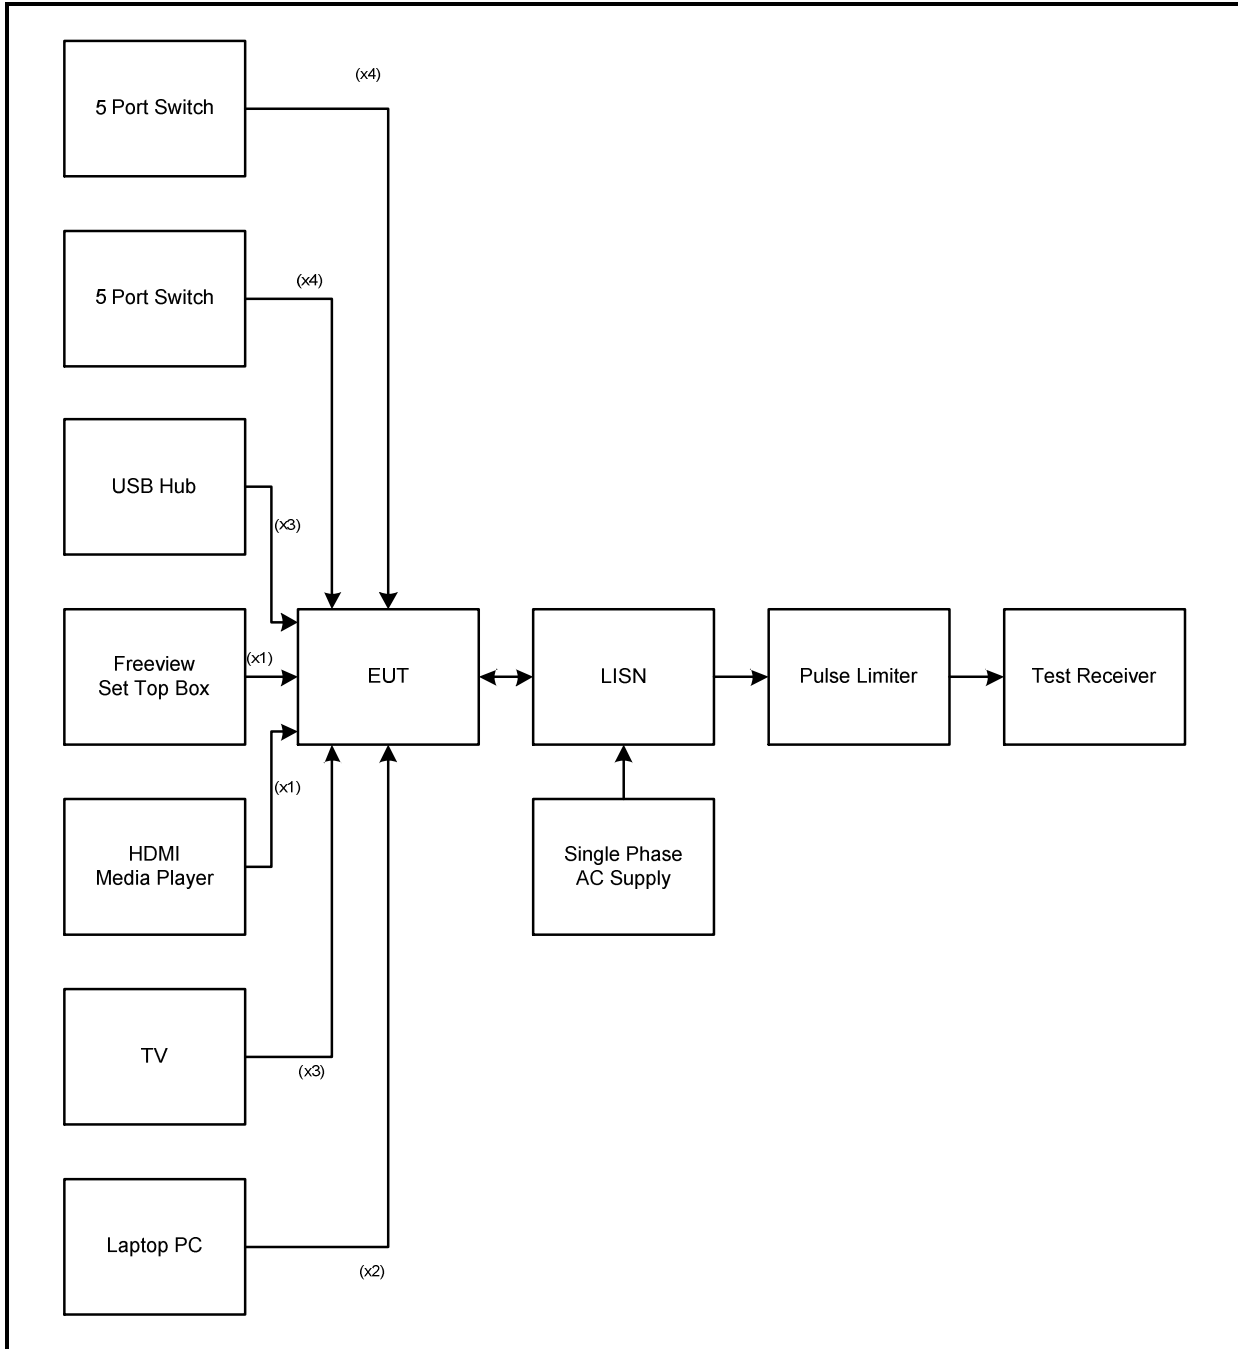 (x4)
5 Port Switch
(x4)
5 Port Switch
USB Hub
(x3)
Freeview
Set Top Box
(x1)
EUT
LISN
Pulse Limiter
Test Receiver
HDMI
Media Player
(x1)
Single Phase
AC Supply
TV
(x3)
Laptop PC
(x2)